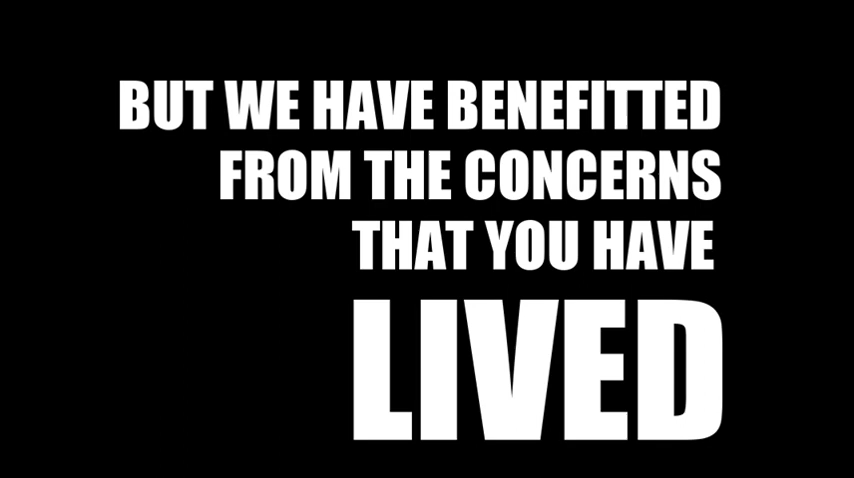 BUT WE HAVE BENEFITTED
FROM THE CONCERNS
THAT YOU HAVE
LIVED